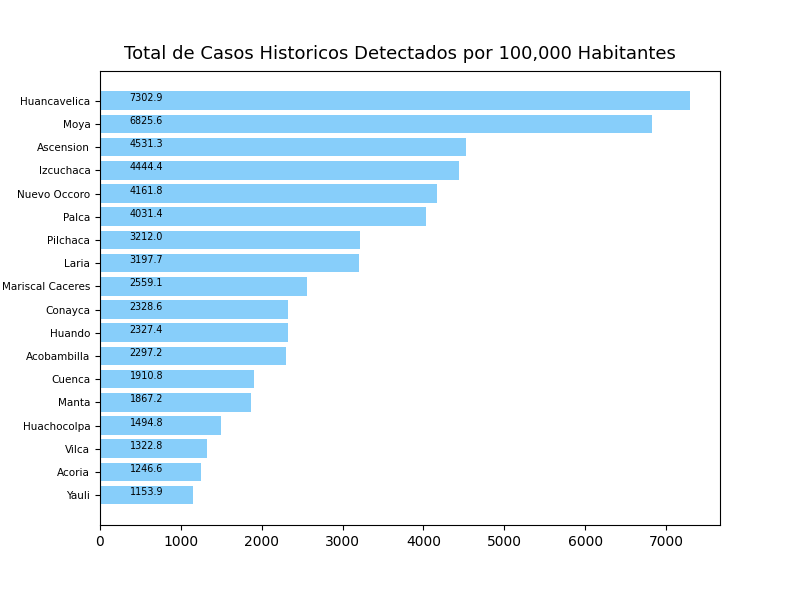 Total de Casos Historicos Detectados por 100,000 Habitantes
Huancavelica 7302.9
Moya 6825.6
Ascension 4531.3
Izcuchaca 4444.4
Nuevo Occoro 4161.8
Palca 4031.4
Pilchaca 3212.0
Laria 3197.7
Mariscal Caceres 2559.1
Conayca 2328.6
Huando 2327.4
Acobambilla 2297.2
Cuenca 1910.8
Manta 1867.2
Huachocolpa 1494.8
Vilca 1322.8
Acoria 1246.6
Yauli 1153.9
0 1000 2000 3000 4000 5000 6000 7000